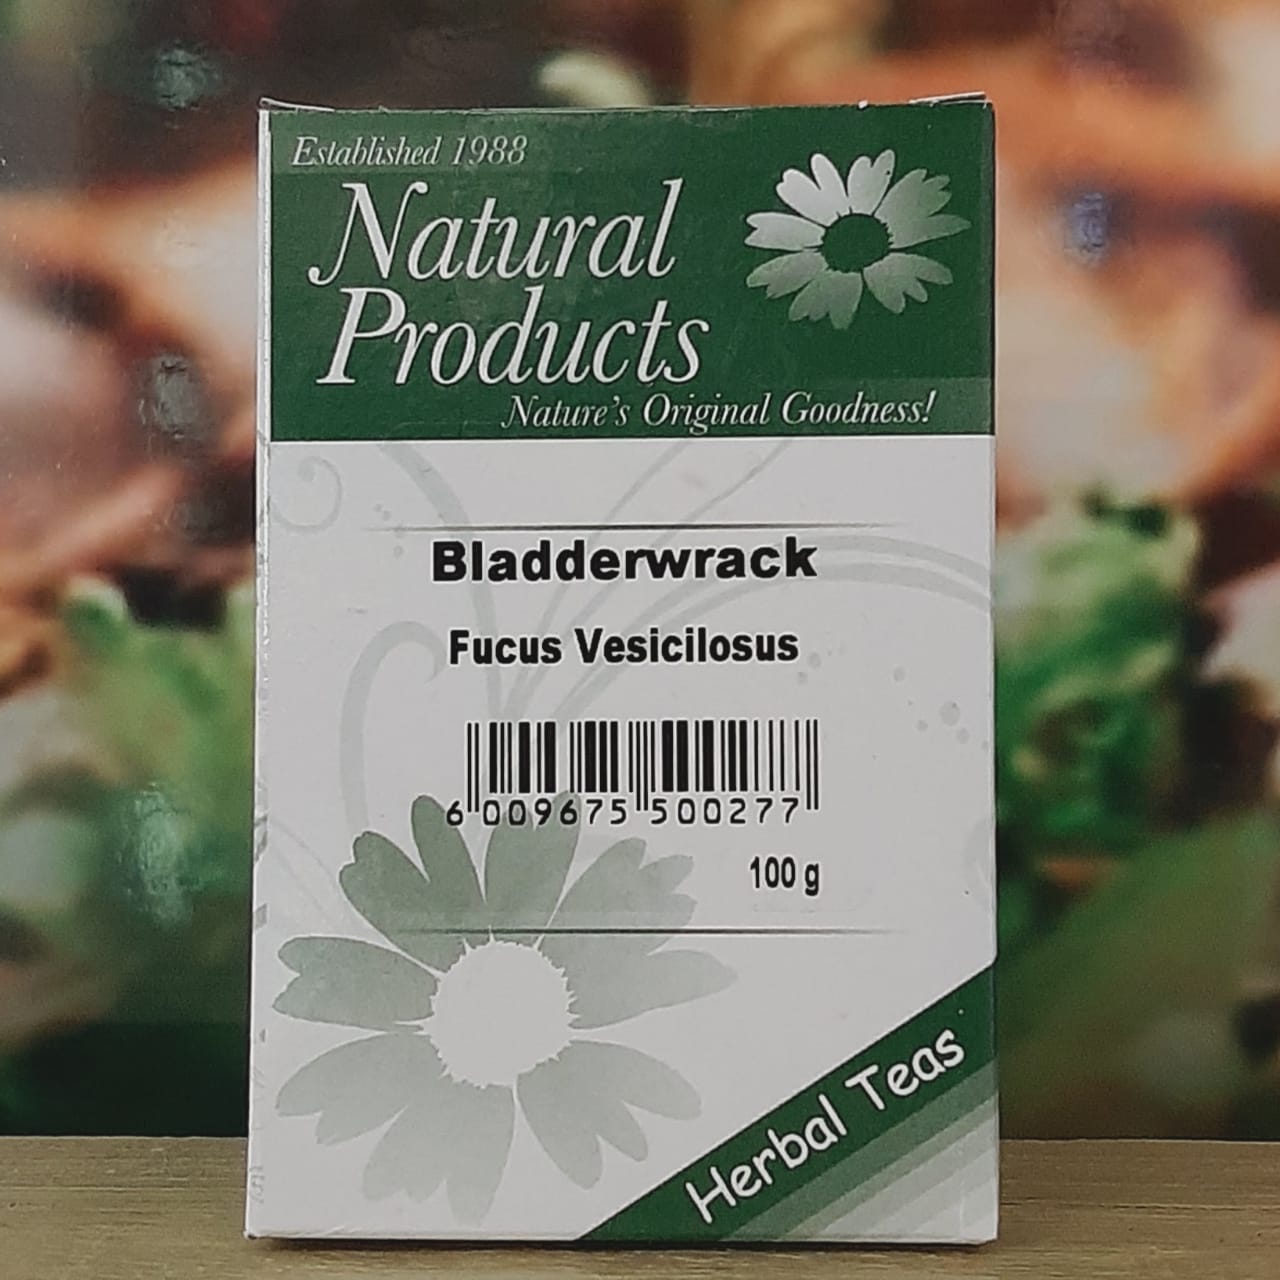 Established 1988
Natural
Products
Nature's Original Goodness!
Bladderwrack
Fucus Vesicilosus
6 009675 500277
100 g
Herbal Teas